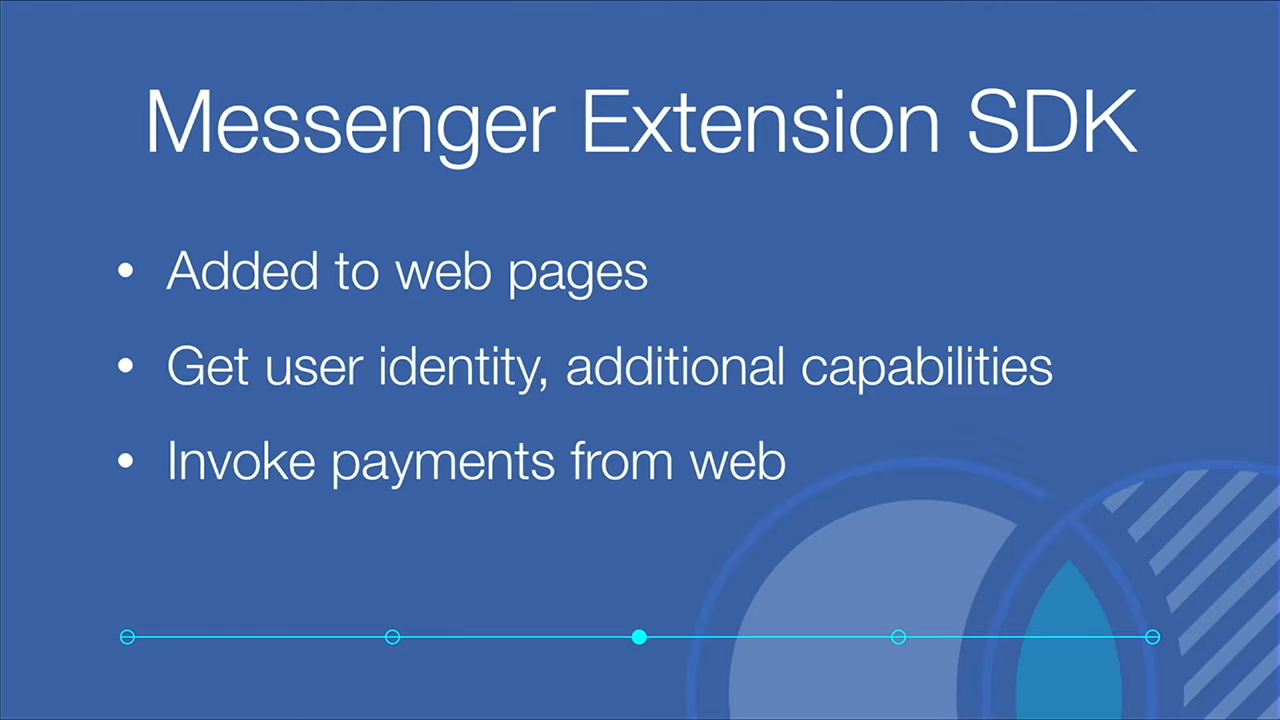 Messenger Extension SDK
• Added to web pages
• Get user identity, additional capabilities
• Invoke payments from web